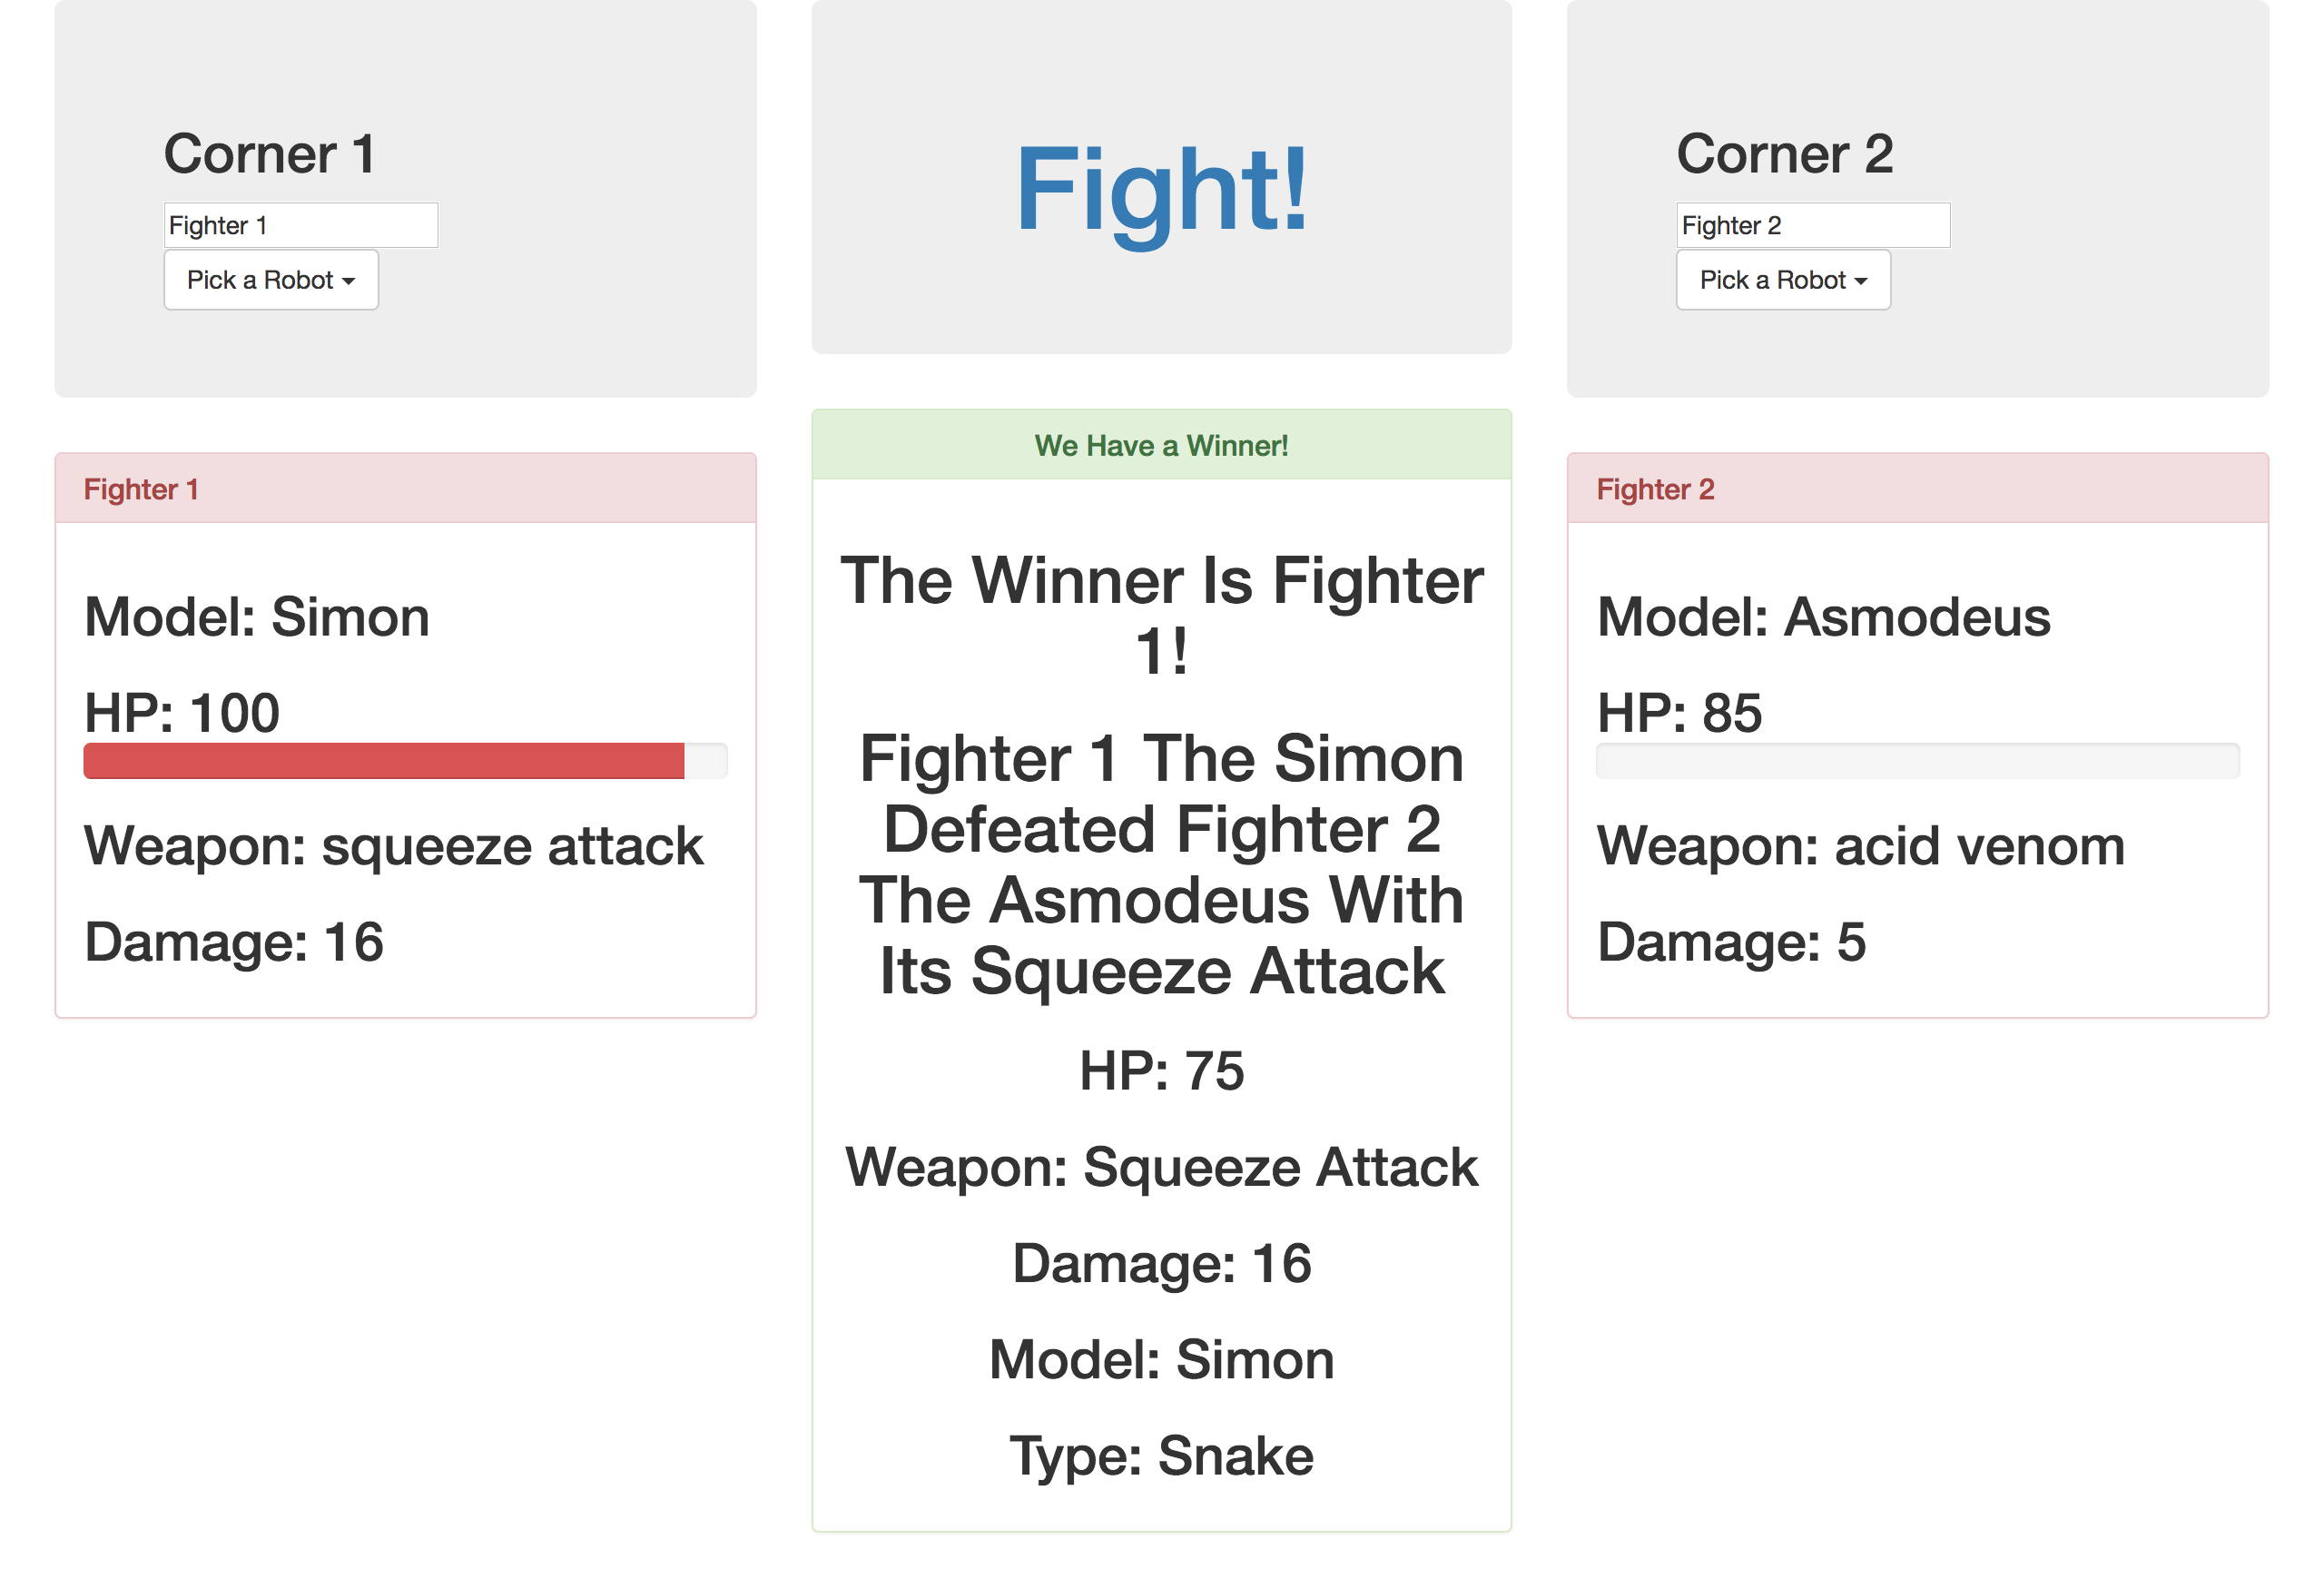 Corner 1
Fighter 1
Pick a Robot
Fighter 1
Model: Simon
HP: 100
Weapon: squeeze attack
Damage: 16
Fight!
We Have a Winner!
The Winner Is Fighter
1!
Fighter 1 The Simon
Defeated Fighter 2
The Asmodeus With
Its Squeeze Attack
HP: 75
Weapon: Squeeze Attack
Damage: 16
Model: Simon
Type: Snake
Corner 2
Fighter 2
Pick a Robot
Fighter 2
Model: Asmodeus
HP: 85
Weapon: acid venom
Damage: 5